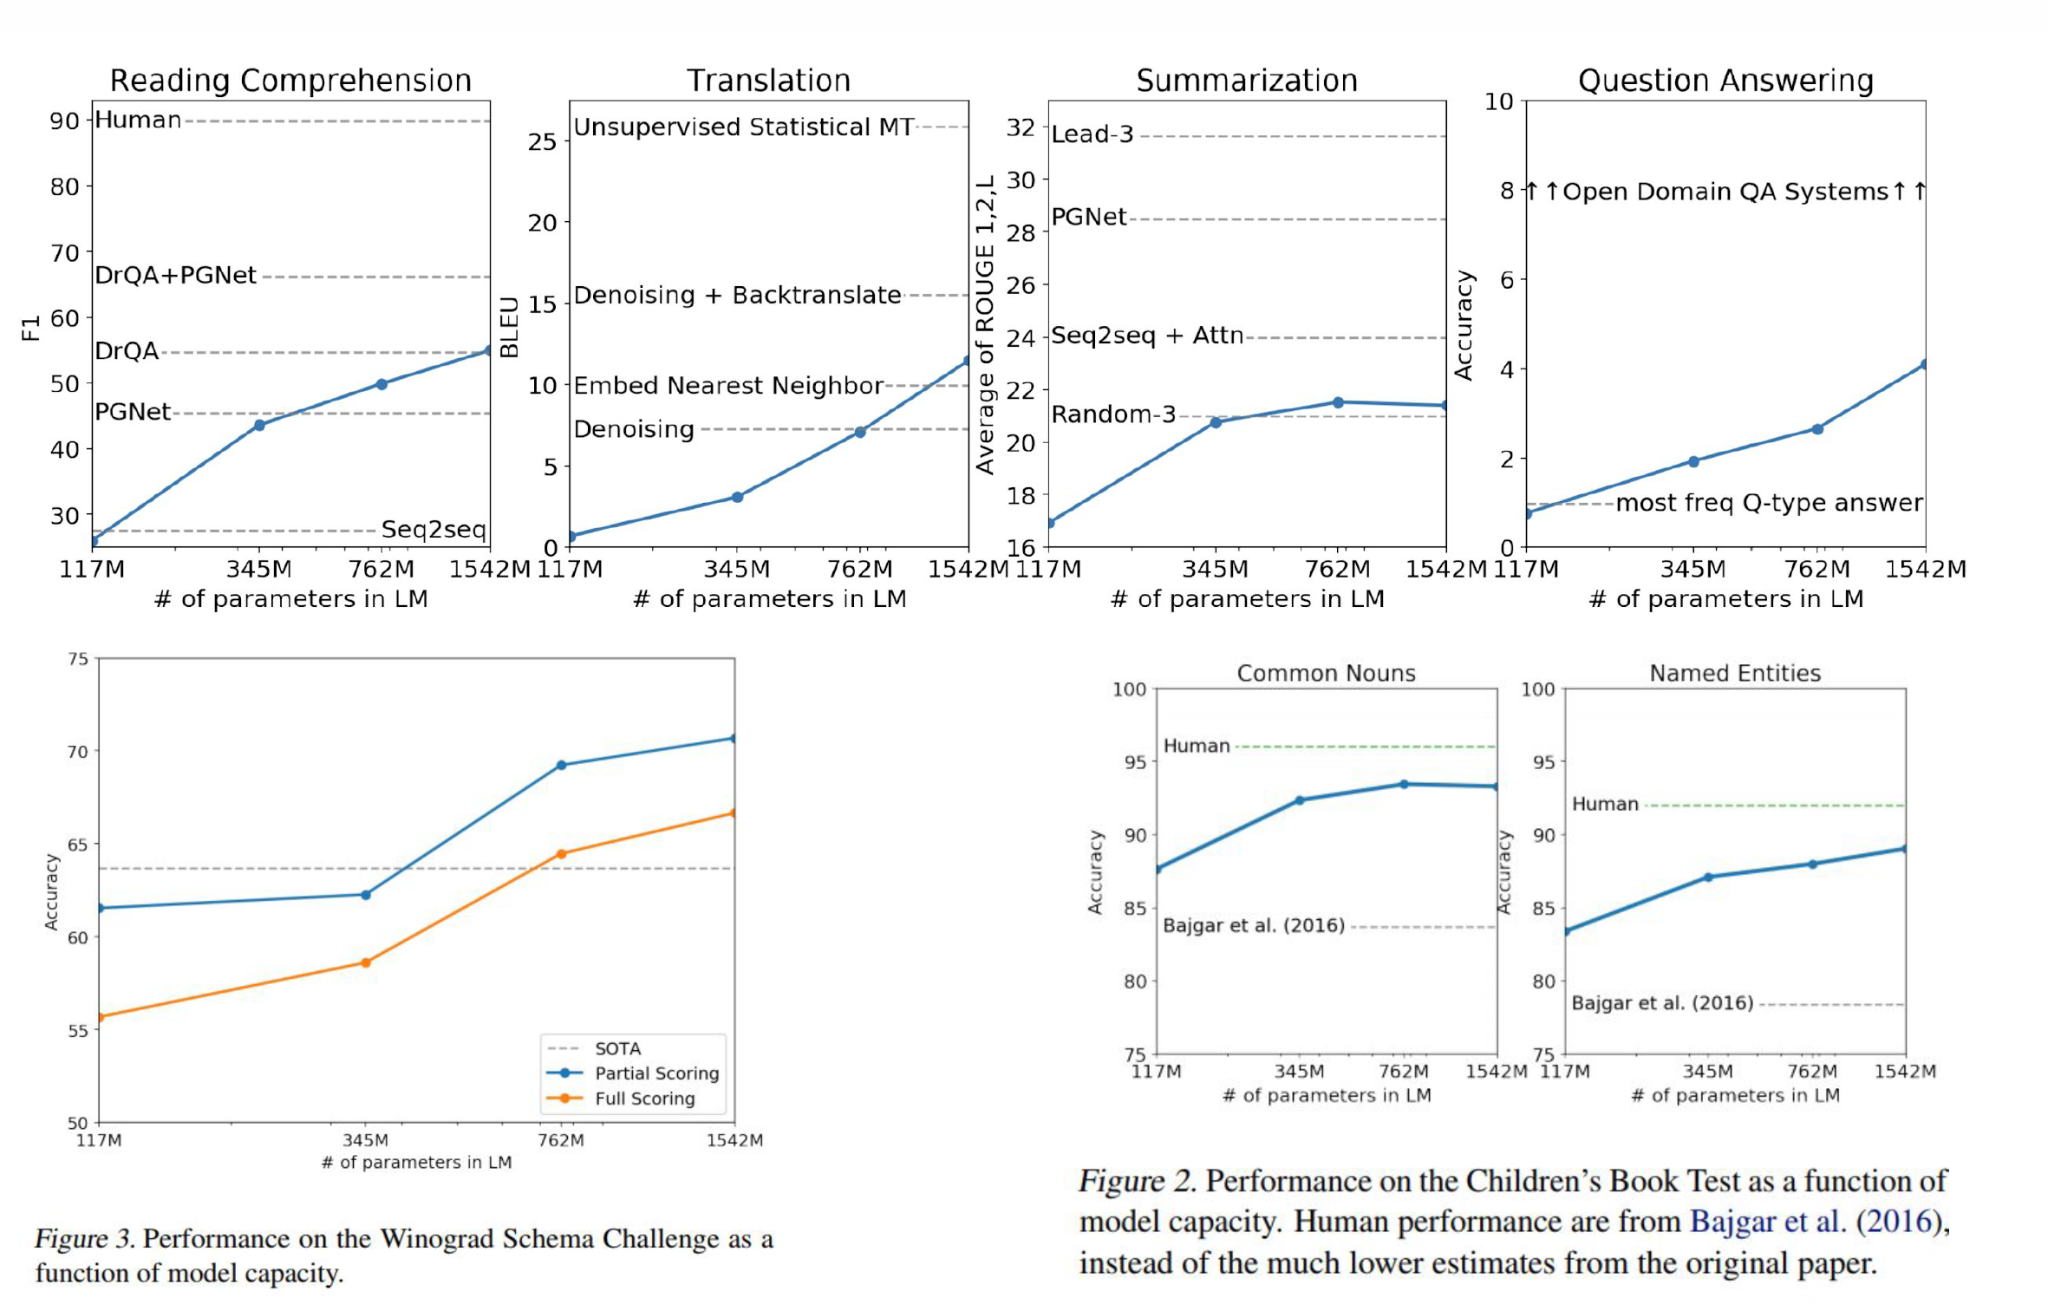 Reading Comprehension
90
80
70
60
50
40
30
F1
Human
DrQA+PGNet
DrQA
PGNet
Seq2seq
117M 345M 762M 1542M
# of parameters in LM
Translation
25
20
15
10
5
0
BLEU
Unsupervised Statistical MT
Denoising + Backtranslate
Embed Nearest Neighbor
Denoising
117M 345M 762M 1542M
# of parameters in LM
Summarization
32
30
28
26
24
22
20
18
16
Average of ROUGE 1,2,L
Lead-3
PGNet
Seq2seq + Attn
Random-3
117M 345M 762M 1542M
# of parameters in LM
Question Answering
10
8
6
4
2
0
Accuracy
↑↑Open Domain QA Systems↑↑
most freq Q-type answer
117M 345M 762M 1542M
# of parameters in LM
75
70
65
60
55
50
Accuracy
SOTA
Partial Scoring
Full Scoring
117M 345M 762M 1542M
# of parameters in LM
Figure 3. Performance on the Winograd Schema Challenge as a
function of model capacity.
Common Nouns
100
95
90
85
80
75
Accuracy
Human
Bajgar et al. (2016)
117M 345M 762M 1542M
# of parameters in LM
Named Entities
100
95
90
85
80
75
Accuracy
Human
Bajgar et al. (2016)
117M 345M 762M 1542M
# of parameters in LM
Figure 2. Performance on the Children’s Book Test as a function of
model capacity. Human performance are from Bajgar et al. (2016),
instead of the much lower estimates from the original paper.